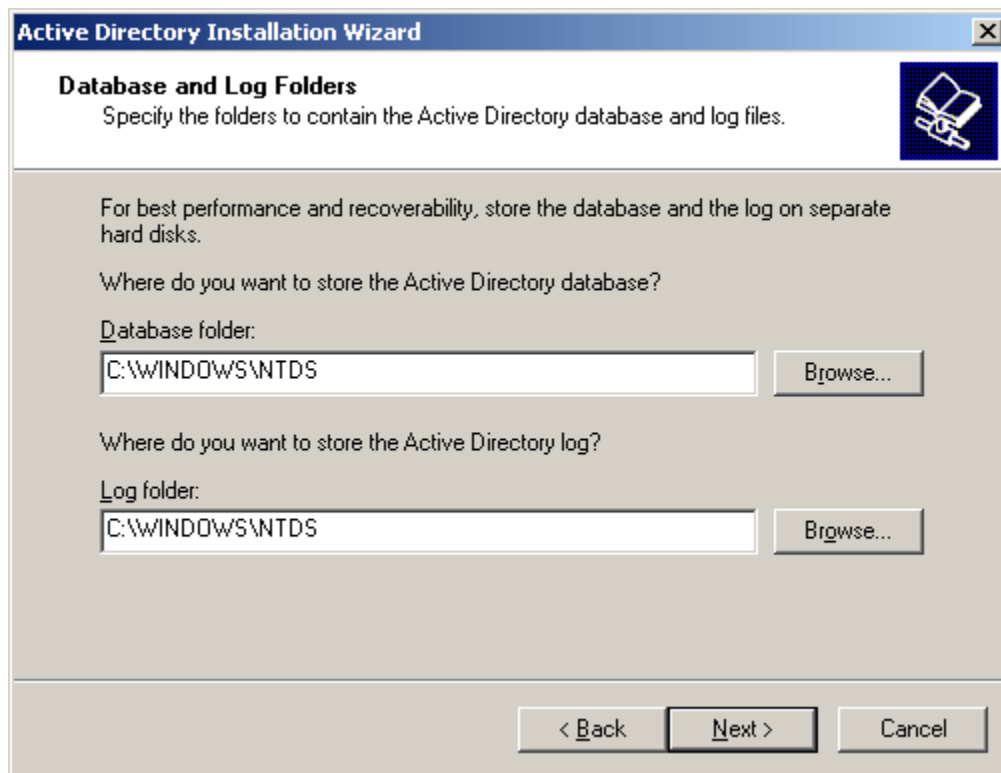 Active Directory Installation Wizard
Database and Log Folders
Specify the folders to contain the Active Directory database and log files.
For best performance and recoverability, store the database and the log on separate
hard disks.
Where do you want to store the Active Directory database?
Database folder:
C:\WINDOWS\NTDS
Browse...
Where do you want to store the Active Directory log?
Log folder:
C:\WINDOWS\NTDS
Browse...
< Back
Next >
Cancel